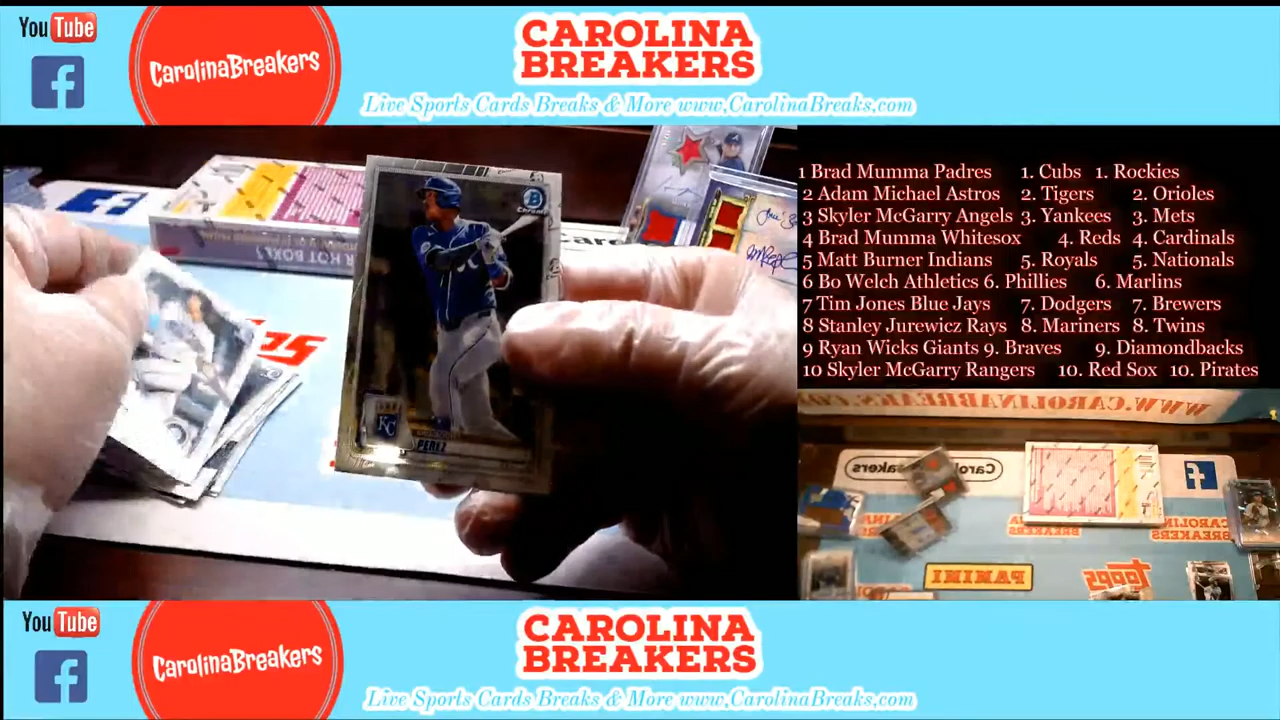 You Tube
CarolinaBreakers
CAROLINA
BREAKERS
Live Sports Cards Breaks & More www.CarolinaBreaks.com
1 Brad Mumma Padres 1. Cubs 1. Rockies
2 Adam Michael Astros 2. Tigers 2. Orioles
3 Skyler McGarry Angels 3. Yankees 3. Mets
4 Brad Mumma Whitesox 4. Reds 4. Cardinals
5 Matt Burner Indians 5. Royals 5. Nationals
6 Bo Welch Athletics 6. Phillies 6. Marlins
7 Tim Jones Blue Jays 7. Dodgers 7. Brewers
8 Stanley Jurewicz Rays 8. Mariners 8. Twins
9 Ryan Wicks Giants 9. Braves 9. Diamondbacks
10 Skyler McGarry Rangers 10. Red Sox 10. Pirates
B
Chrome
KC
PEREZ
WWW.CAROLINABREAKS.COM
Carol
akers
CAROLIN
BREAKERS
PANINI
Topps
You Tube
CarolinaBreakers
CAROLINA
BREAKERS
Live Sports Cards Breaks & More www.CarolinaBreaks.com